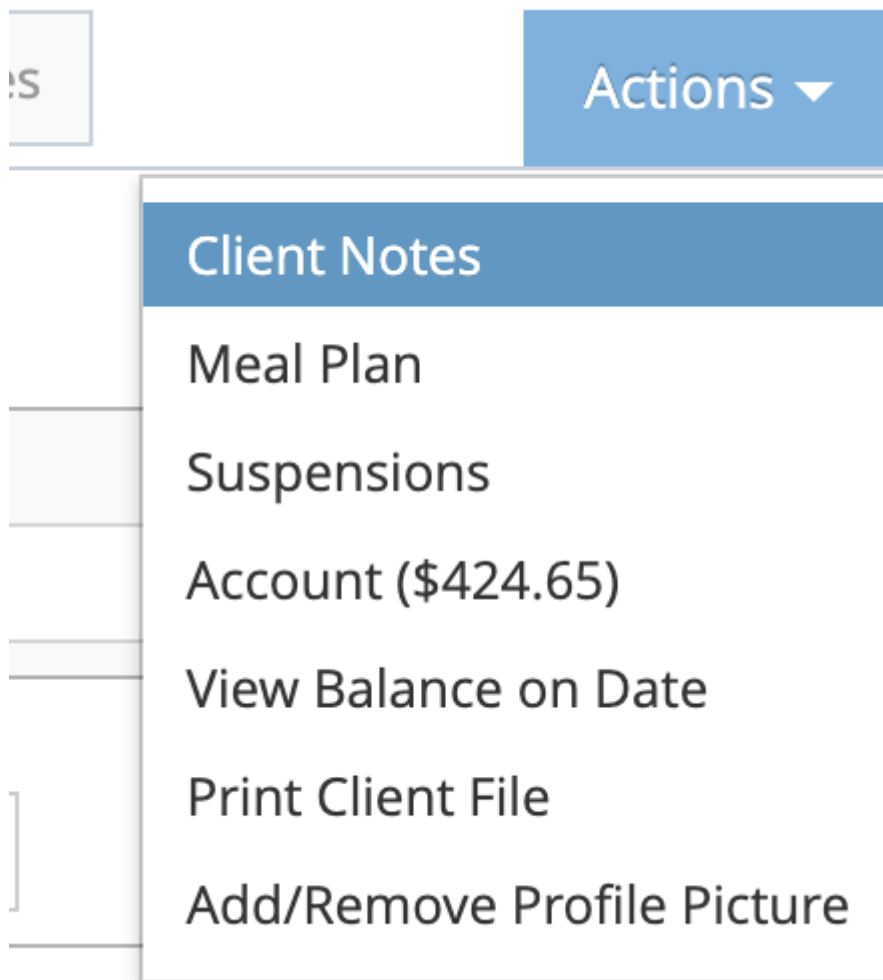 Actions
Client Notes
Meal Plan
Suspensions
Account ($424.65)
View Balance on Date
Print Client File
Add/Remove Profile Picture